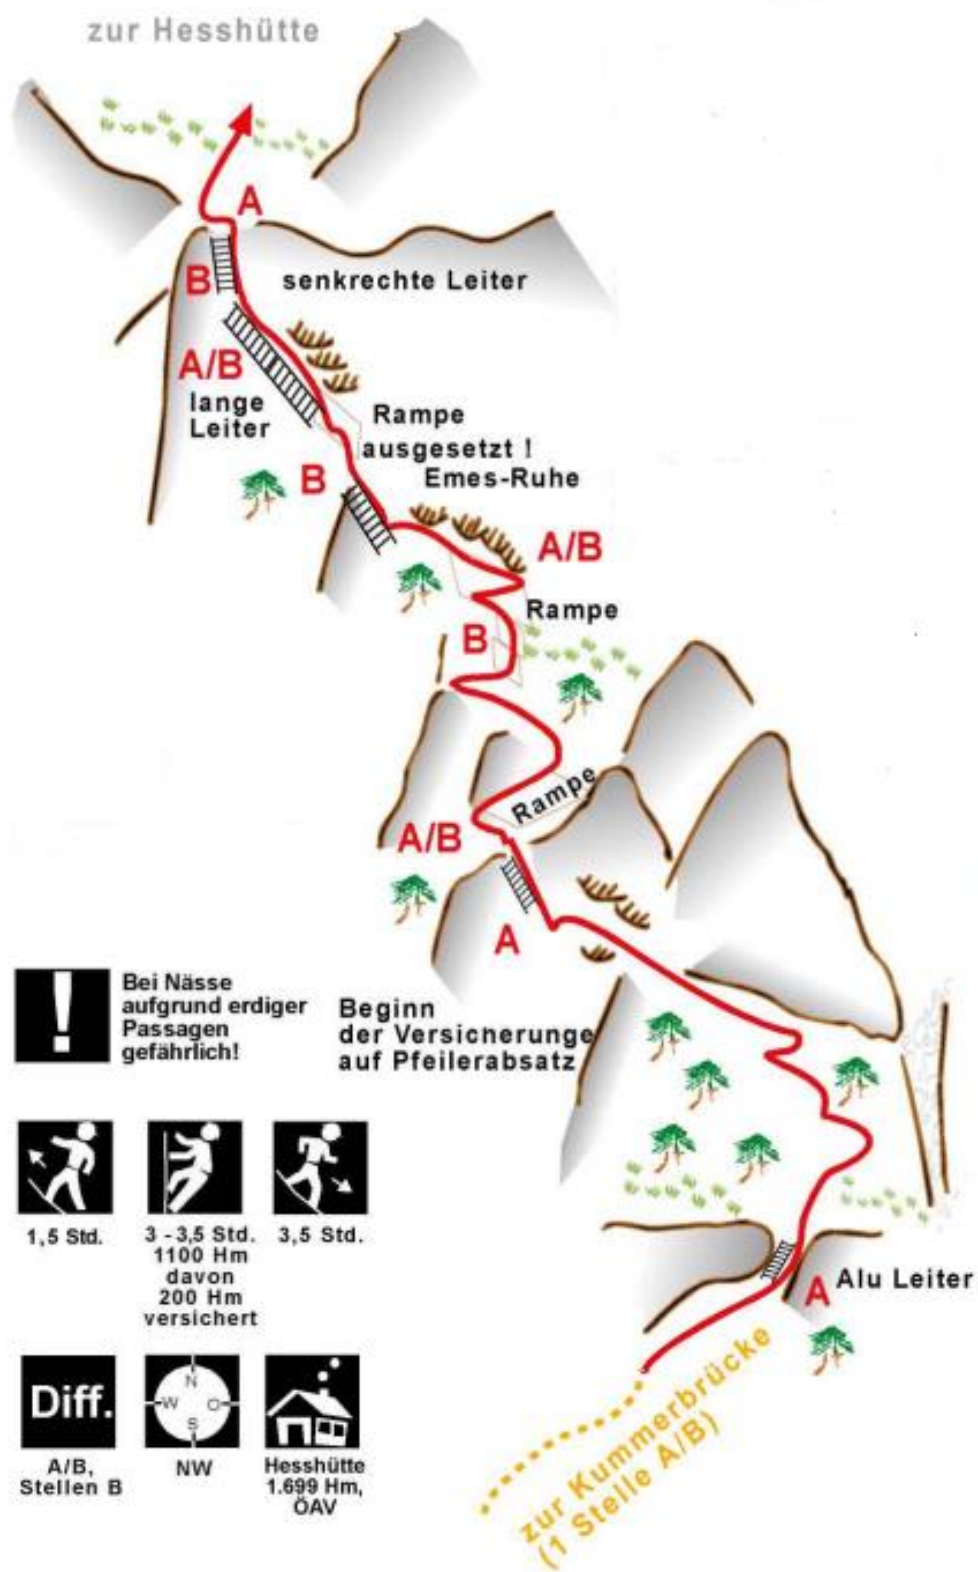 zur Hesshütte
A
B
senkrechte Leiter
A/B
lange
Leiter
Rampe
ausgesetzt !
B
Emes-Ruhe
A/B
Rampe
B
Rampe
A/B
A
!
Bei Nässe
aufgrund erdiger
Passagen
gefährlich!
Beginn
der Versicherunge
auf Pfeilerabsatz
1,5 Std.
3 - 3,5 Std.
1100 Hm
davon
200 Hm
versichert
3,5 Std.
A
Alu Leiter
zur Kummerbrücke
(1 Stelle A/B)
Diff.
A/B,
Stellen B
N
W
O
S
NW
Hesshütte
1.699 Hm,
ÖAV